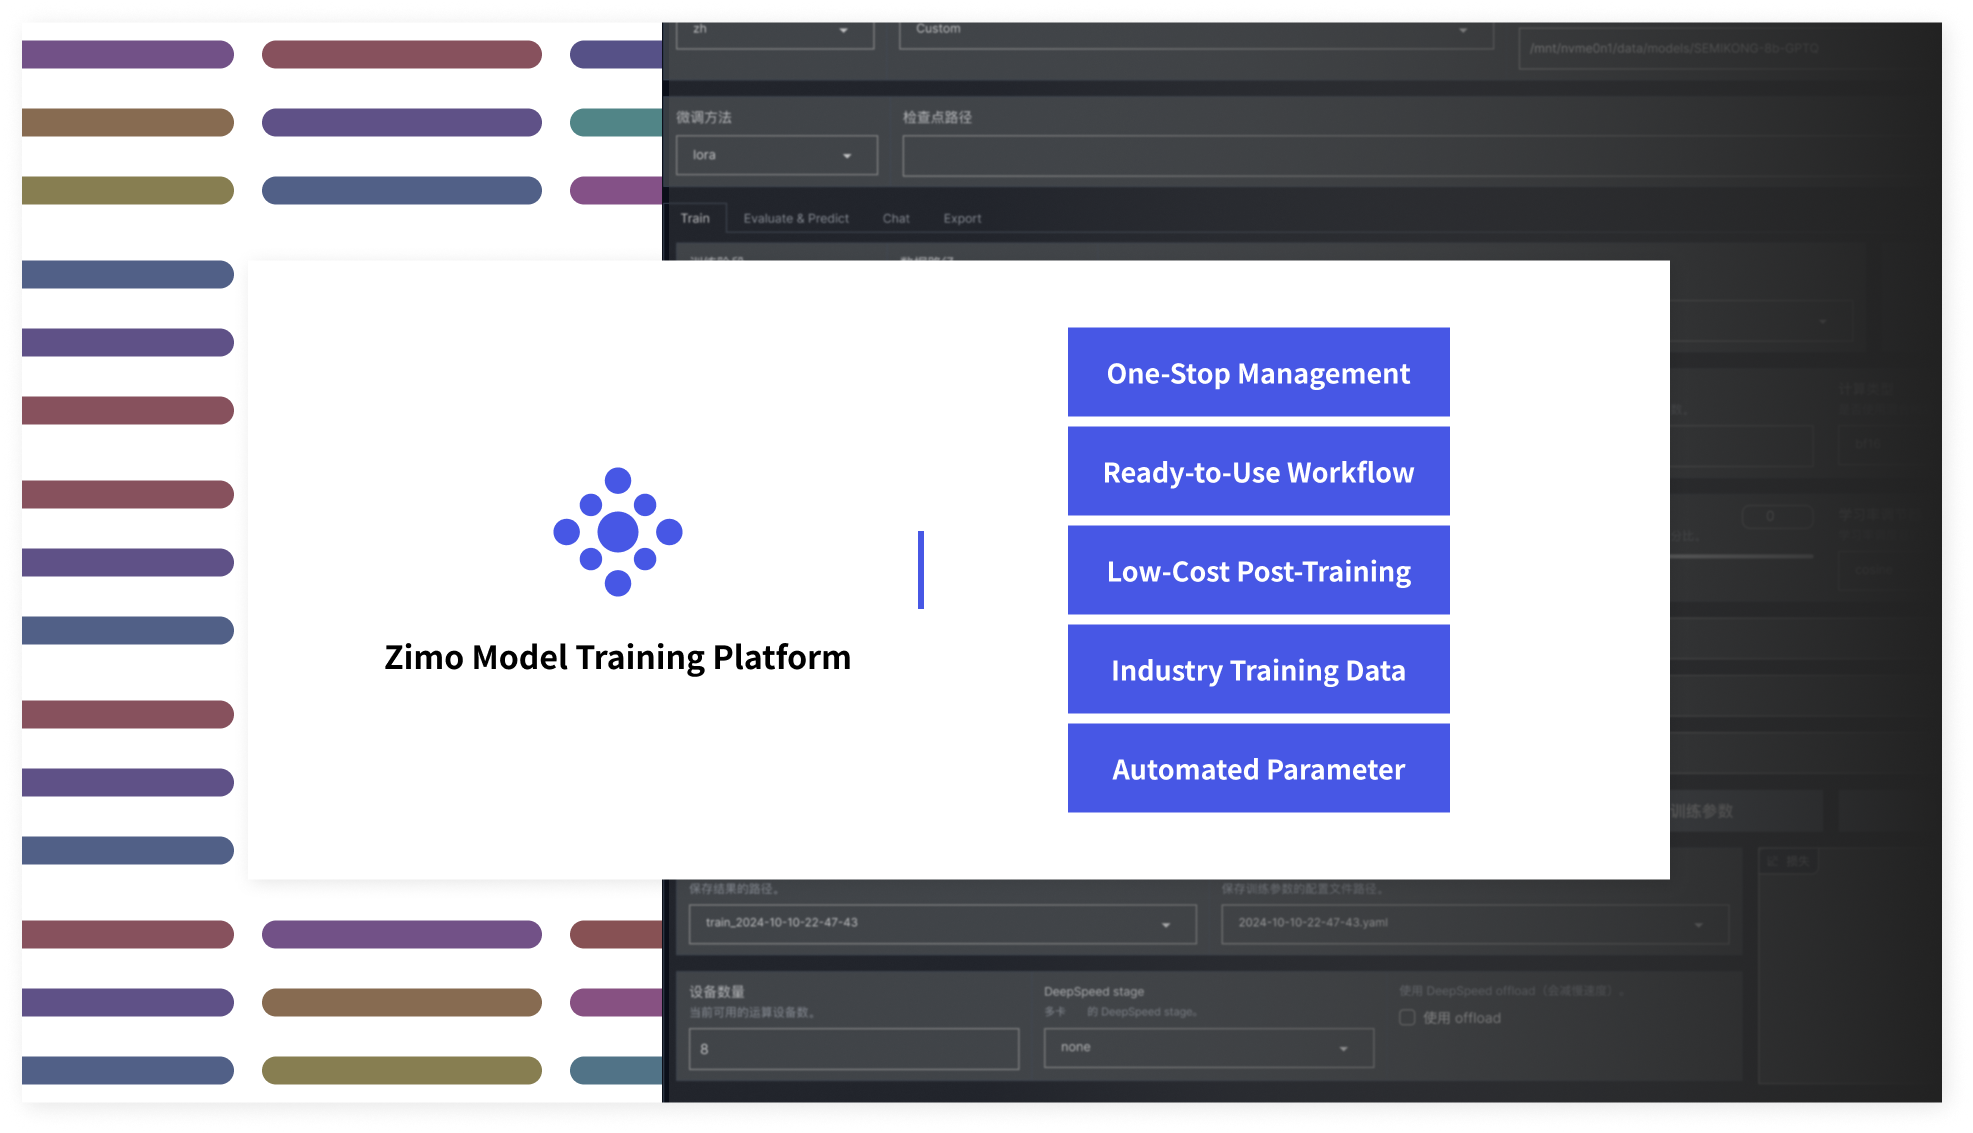 zh
Custom
/mnt/nvme0n1/data/models/SEMIKONG-8b-GPTQ
微调方法
检查点路径
lora
Train
Evaluate & Predict
Chat
Export
One-Stop Management
Ready-to-Use Workflow
Low-Cost Post-Training
Industry Training Data
Automated Parameter
Zimo Model Training Platform
0
训练参数
保存结果的路径。
保存训练参数的配置文件路径。
train_2024-10-10-22-47-43
2024-10-10-22-47-43.yaml
设备数量
当前可用的运算设备数。
8
DeepSpeed stage
多卡 的 DeepSpeed stage。
none
使用 DeepSpeed offload（会减慢速度）。
使用 offload